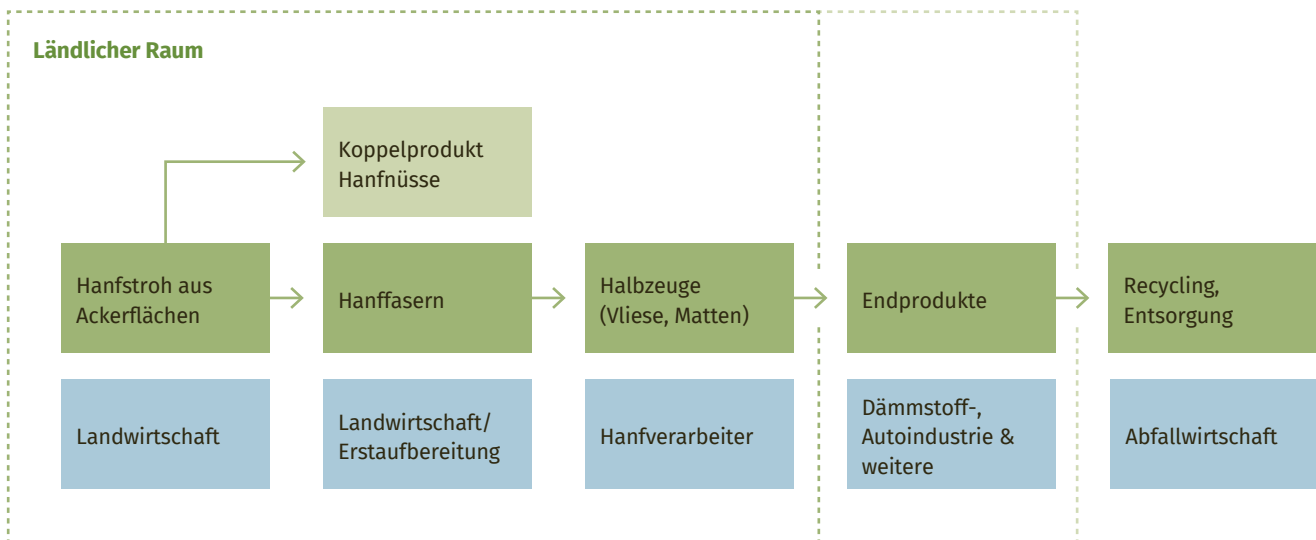 Ländlicher Raum
Koppelprodukt
Hanfnüsse
Hanfstroh aus
Ackerflächen
Hanffasern
Halbzeuge
(Vliese, Matten)
Endprodukte
Recycling,
Entsorgung
Landwirtschaft
Landwirtschaft/
Erstaufbereitung
Hanfverarbeiter
Dämmstoff-,
Autoindustrie &
weitere
Abfallwirtschaft